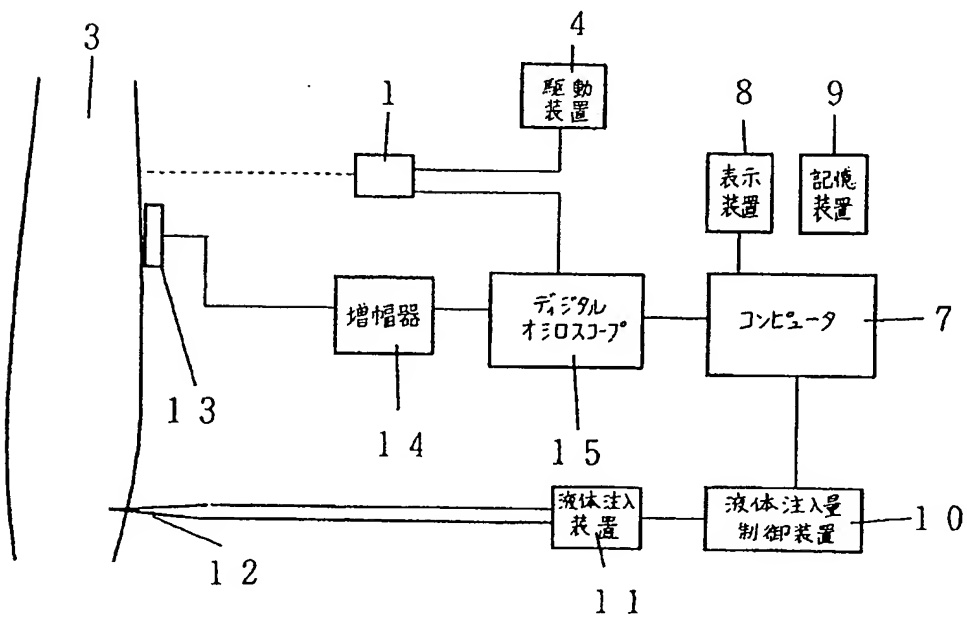 3
4
駆動
装置
1
8
9
表示
装置
記憶
装置
増幅器
ディジタル
オシロスコープ
コンピュータ
7
13
14
15
液体注入
装置
液体注入量
制御装置
10
12
11